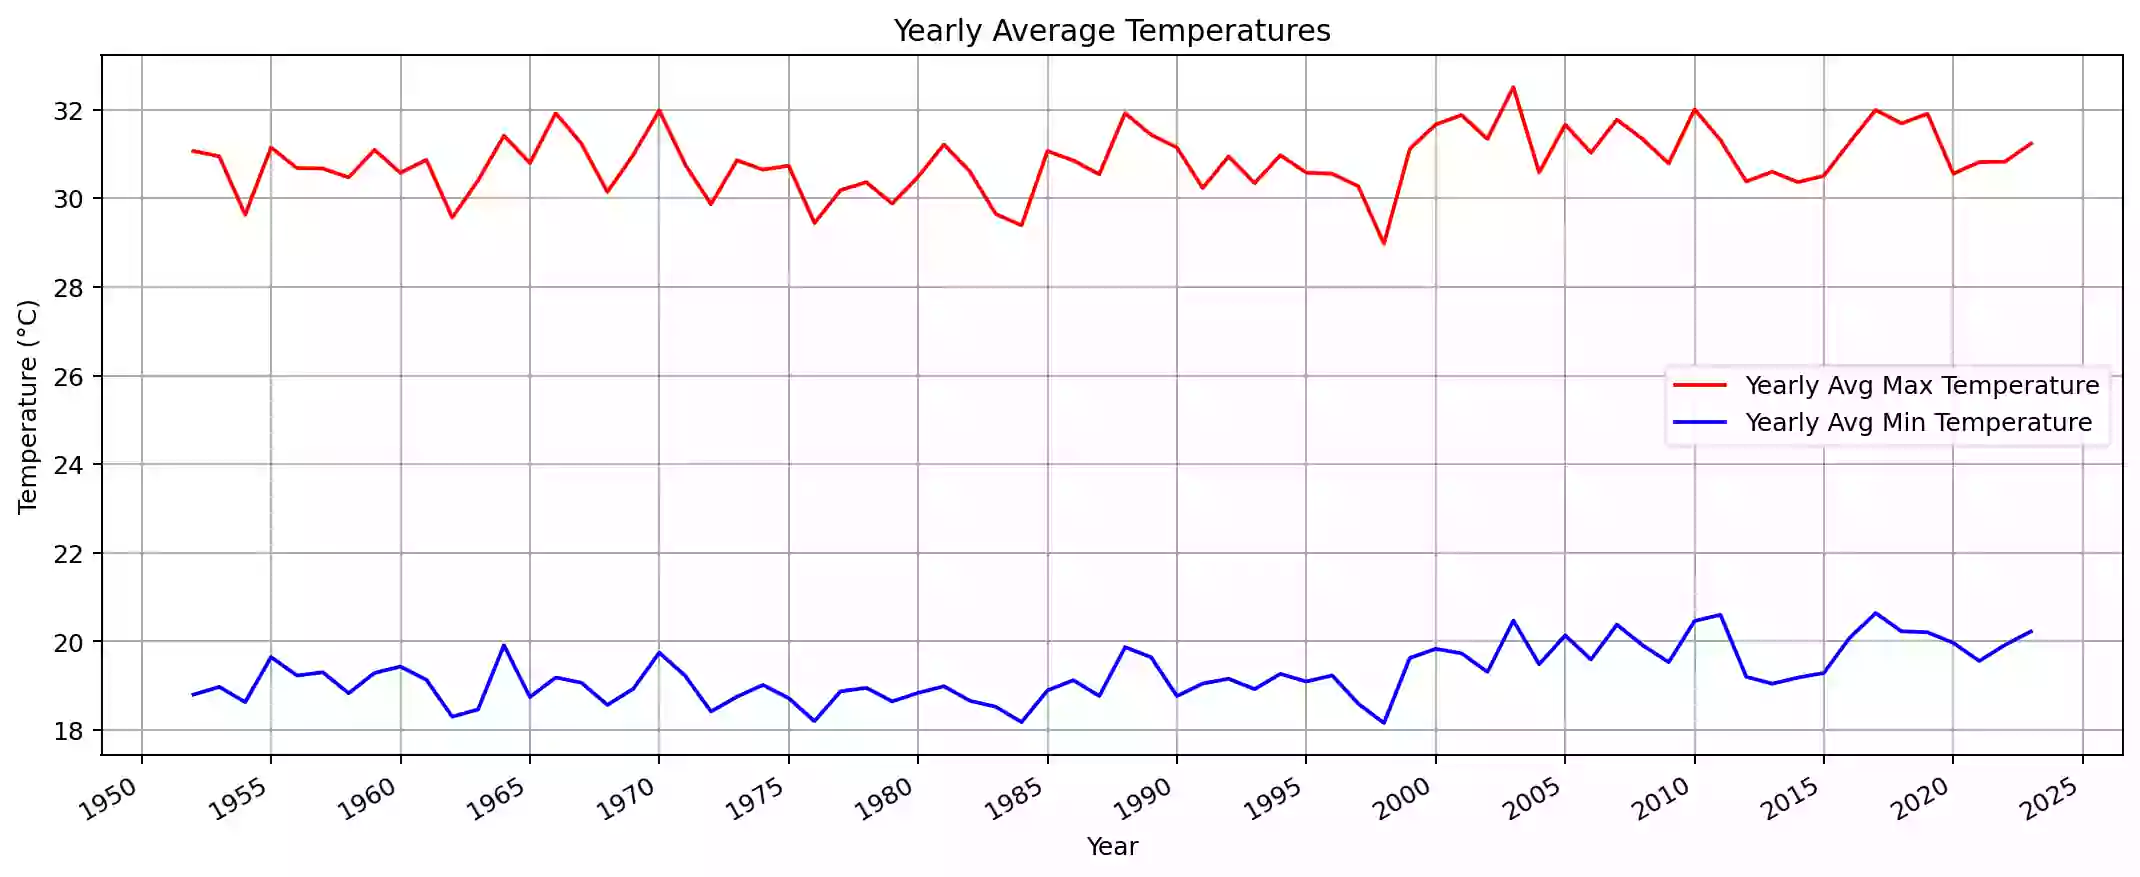 Yearly Average Temperatures
32
30
28
26
24
22
20
18
Temperature (°C)
Yearly Avg Max Temperature
Yearly Avg Min Temperature
1950 1955 1960 1965 1970 1975 1980 1985 1990 1995 2000 2005 2010 2015 2020 2025
Year